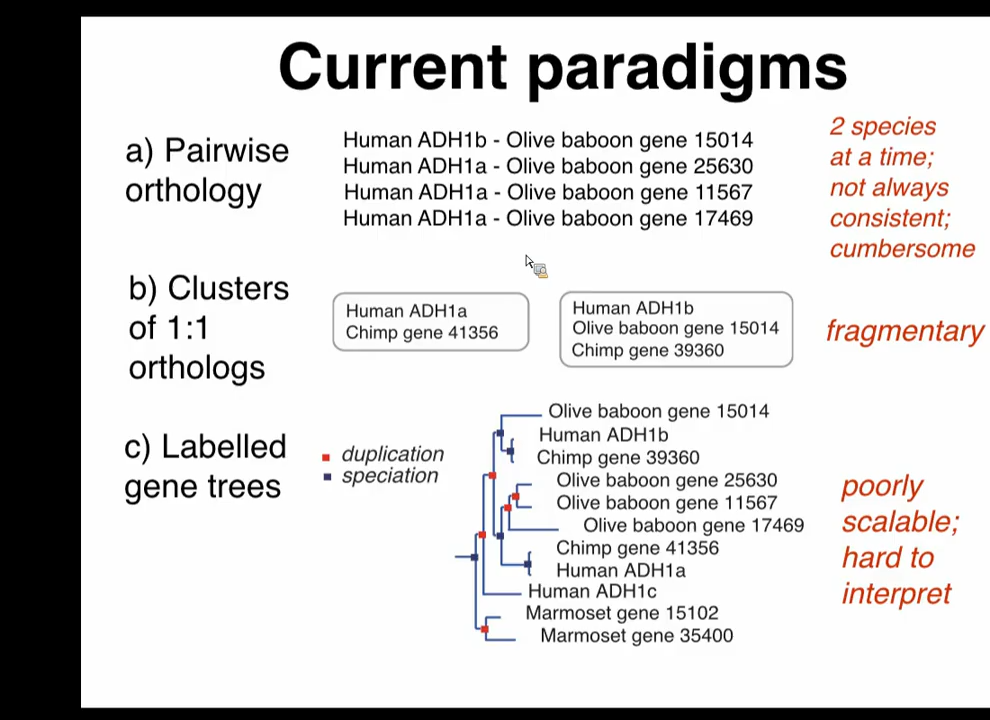 Current paradigms
a) Pairwise
orthology
Human ADH1b - Olive baboon gene 15014
Human ADH1a - Olive baboon gene 25630
Human ADH1a - Olive baboon gene 11567
Human ADH1a - Olive baboon gene 17469
2 species
at a time;
not always
consistent;
cumbersome
b) Clusters
of 1:1
orthologs
Human ADH1a
Chimp gene 41356
Human ADH1b
Olive baboon gene 15014
Chimp gene 39360
fragmentary
c) Labelled
gene trees
duplication
speciation
Olive baboon gene 15014
Human ADH1b
Chimp gene 39360
Olive baboon gene 25630
Olive baboon gene 11567
Olive baboon gene 17469
Chimp gene 41356
Human ADH1a
Human ADH1c
Marmoset gene 15102
Marmoset gene 35400
poorly
scalable;
hard to
interpret